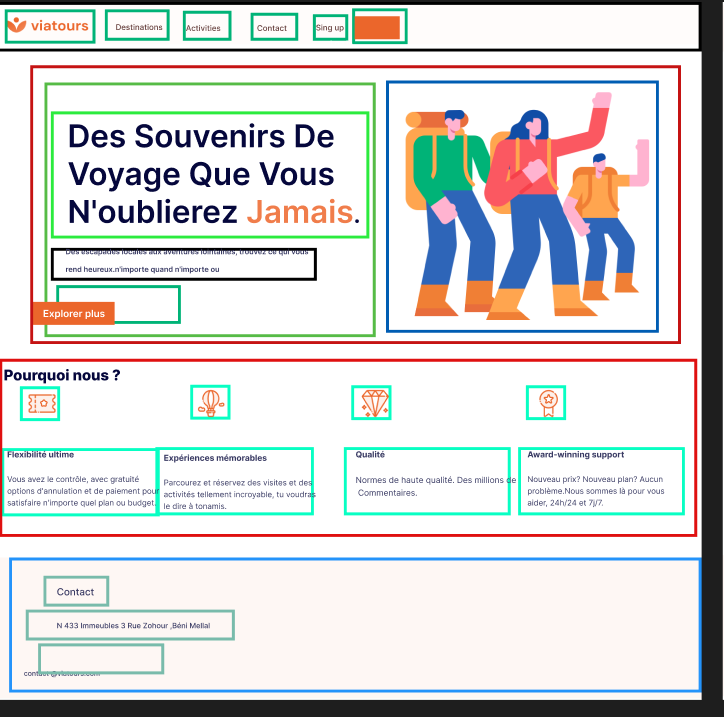 viatours
Destinations
Activities
Contact
Sing up
Des Souvenirs De
Voyage Que Vous
N'oublierez Jamais.
Des escapades locales aux aventures lointaines, trouvez ce qui vous
rend heureux.n'importe quand n'importe ou
Explorer plus
Pourquoi nous ?
Flexibilité ultime
Vous avez le contrôle, avec gratuité
options d'annulation et de paiement pour
satisfaire n'importe quel plan ou budget.
Expériences mémorables
Parcourez et réservez des visites et des
activités tellement incroyable, tu voudras
le dire à tonamis.
Qualité
Normes de haute qualité. Des millions de
Commentaires.
Award-winning support
Nouveau prix? Nouveau plan? Aucun
problème.Nous sommes là pour vous
aider, 24h/24 et 7j/7.
Contact
N 433 Immeubles 3 Rue Zohour ,Béni Mellal
contact@viatours.com